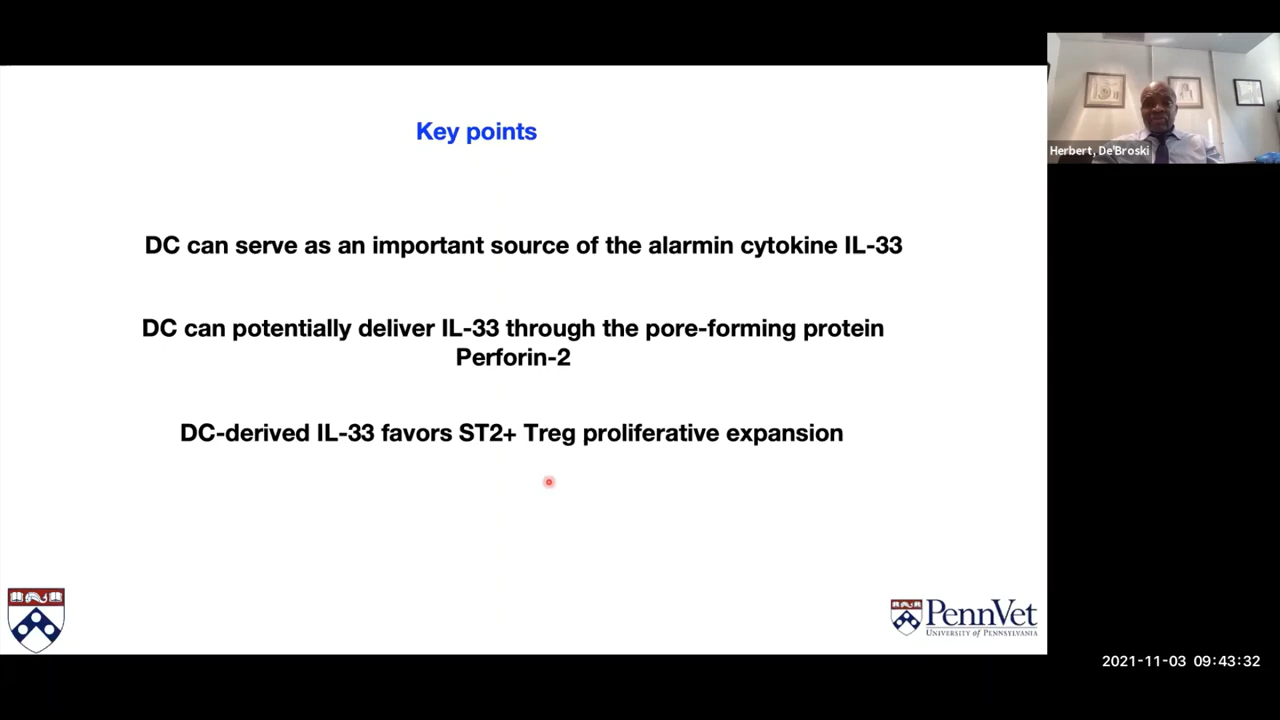 Key points
DC can serve as an important source of the alarmin cytokine IL-33
DC can potentially deliver IL-33 through the pore-forming protein
Perforin-2
DC-derived IL-33 favors ST2+ Treg proliferative expansion
Herbert, De'Broski
PennVet
UNIVERSITY of PENNSYLVANIA
2021-11-03 09:43:32